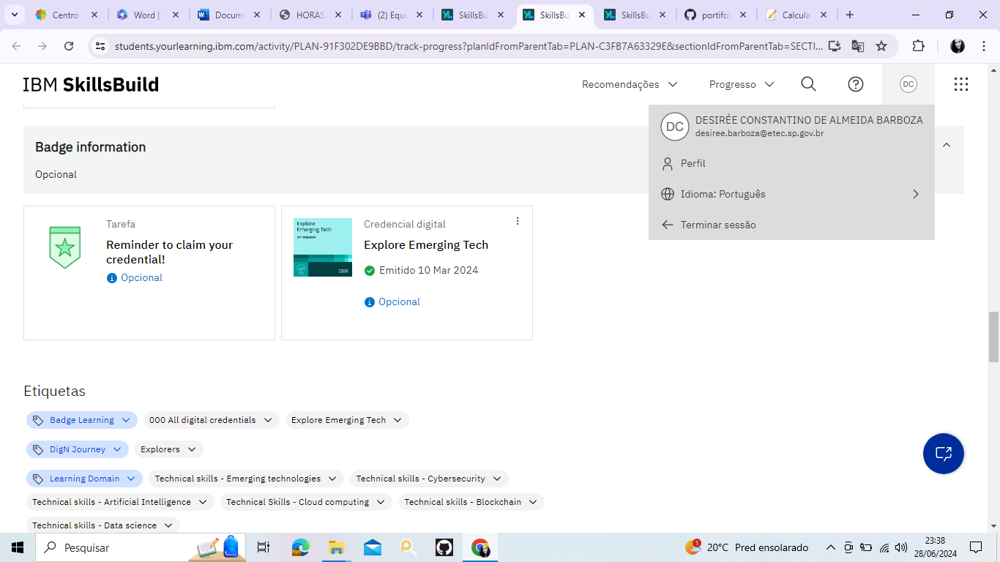 Centro
Word |
Docume
HORAS
(2) Equi
SkillsBu
SkillsBu
SkillsBu
portifol
Calcula
students.yourlearning.ibm.com/activity/PLAN-91F302DE9BBD/track-progress?planIdFromParentTab=PLAN-C3FB7A63329E&sectionIdFromParentTab=SECTI...
IBM SkillsBuild
Recomendações
Progresso
DC
DC
DESIRÉE CONSTANTINO DE ALMEIDA BARBOZA
desiree.barboza@etec.sp.gov.br
Perfil
Idioma: Português
Terminar sessão
Badge information
Opcional
Tarefa
Reminder to claim your
credential!
Opcional
Explore
Emerging Tech
IBM SkillsBuild
IBM
Credencial digital
Explore Emerging Tech
Emitido 10 Mar 2024
Opcional
Etiquetas
Badge Learning
000 All digital credentials
Explore Emerging Tech
DigN Journey
Explorers
Learning Domain
Technical skills - Emerging technologies
Technical skills - Cybersecurity
Technical skills - Artificial Intelligence
Technical Skills - Cloud computing
Technical skills - Blockchain
Technical skills - Data science
Pesquisar
1
20°C Pred ensolarado
23:38
28/06/2024